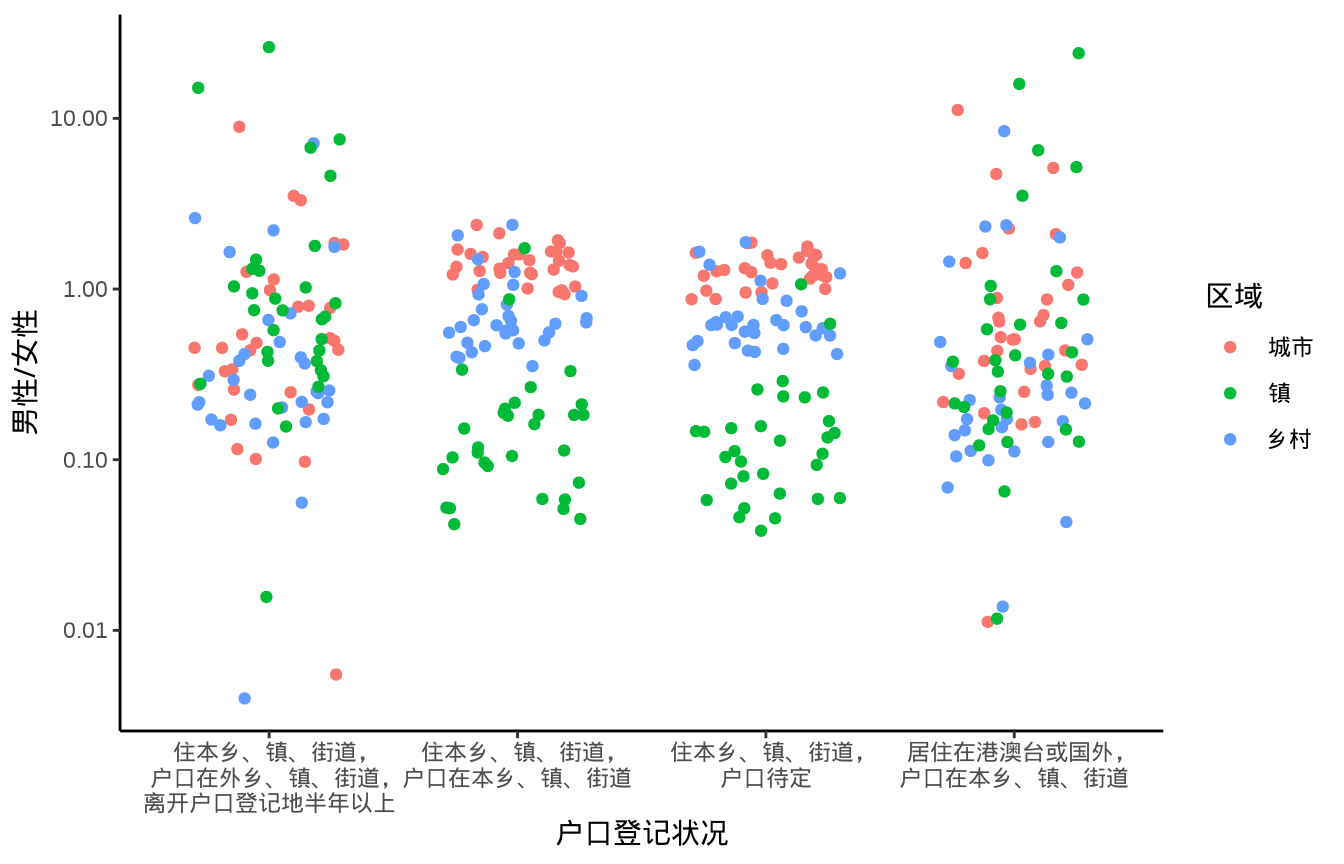 男性/女性
10.00
1.00
0.10
0.01
住本乡、镇、街道，
户口在外乡、镇、街道，
离开户口登记地半年以上
住本乡、镇、街道，
户口在本乡、镇、街道
住本乡、镇、街道，
户口待定
居住在港澳台或国外，
户口在本乡、镇、街道
户口登记状况
区域
城市
镇
乡村